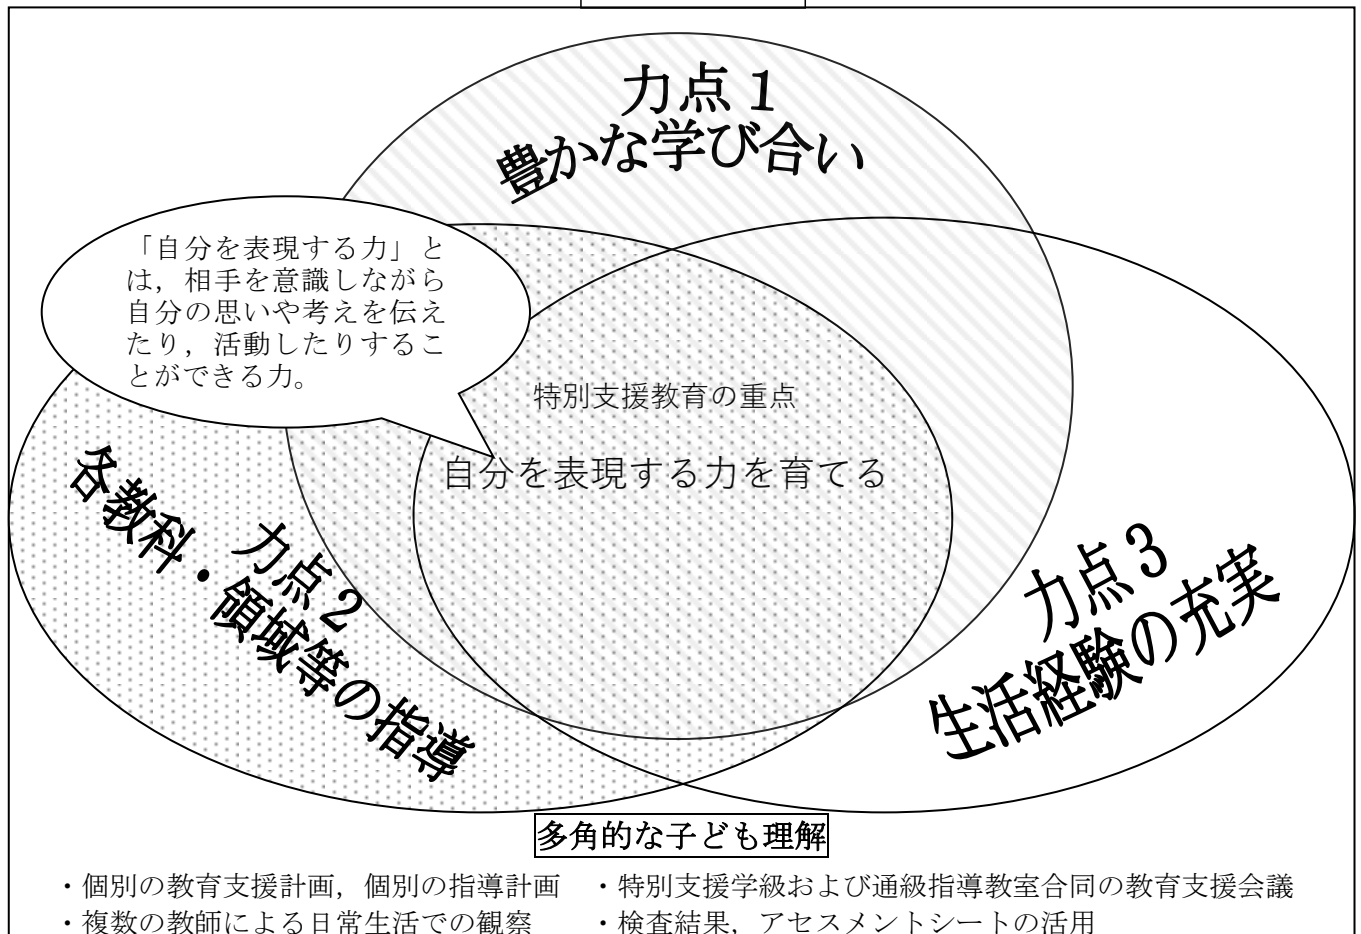 力点１
豊かな学び合い
「自分を表現する力」と
は，相手を意識しながら
自分の思いや考えを伝え
たり，活動したりするこ
とができる力。
特別支援教育の重点
自分を表現する力を育てる
力点２
各教科・領域等の指導
力点３
生活経験の充実
多角的な子ども理解
・個別の教育支援計画，個別の指導計画　・特別支援学級および通級指導教室合同の教育支援会議
・複数の教師による日常生活での観察　・検査結果，アセスメントシートの活用